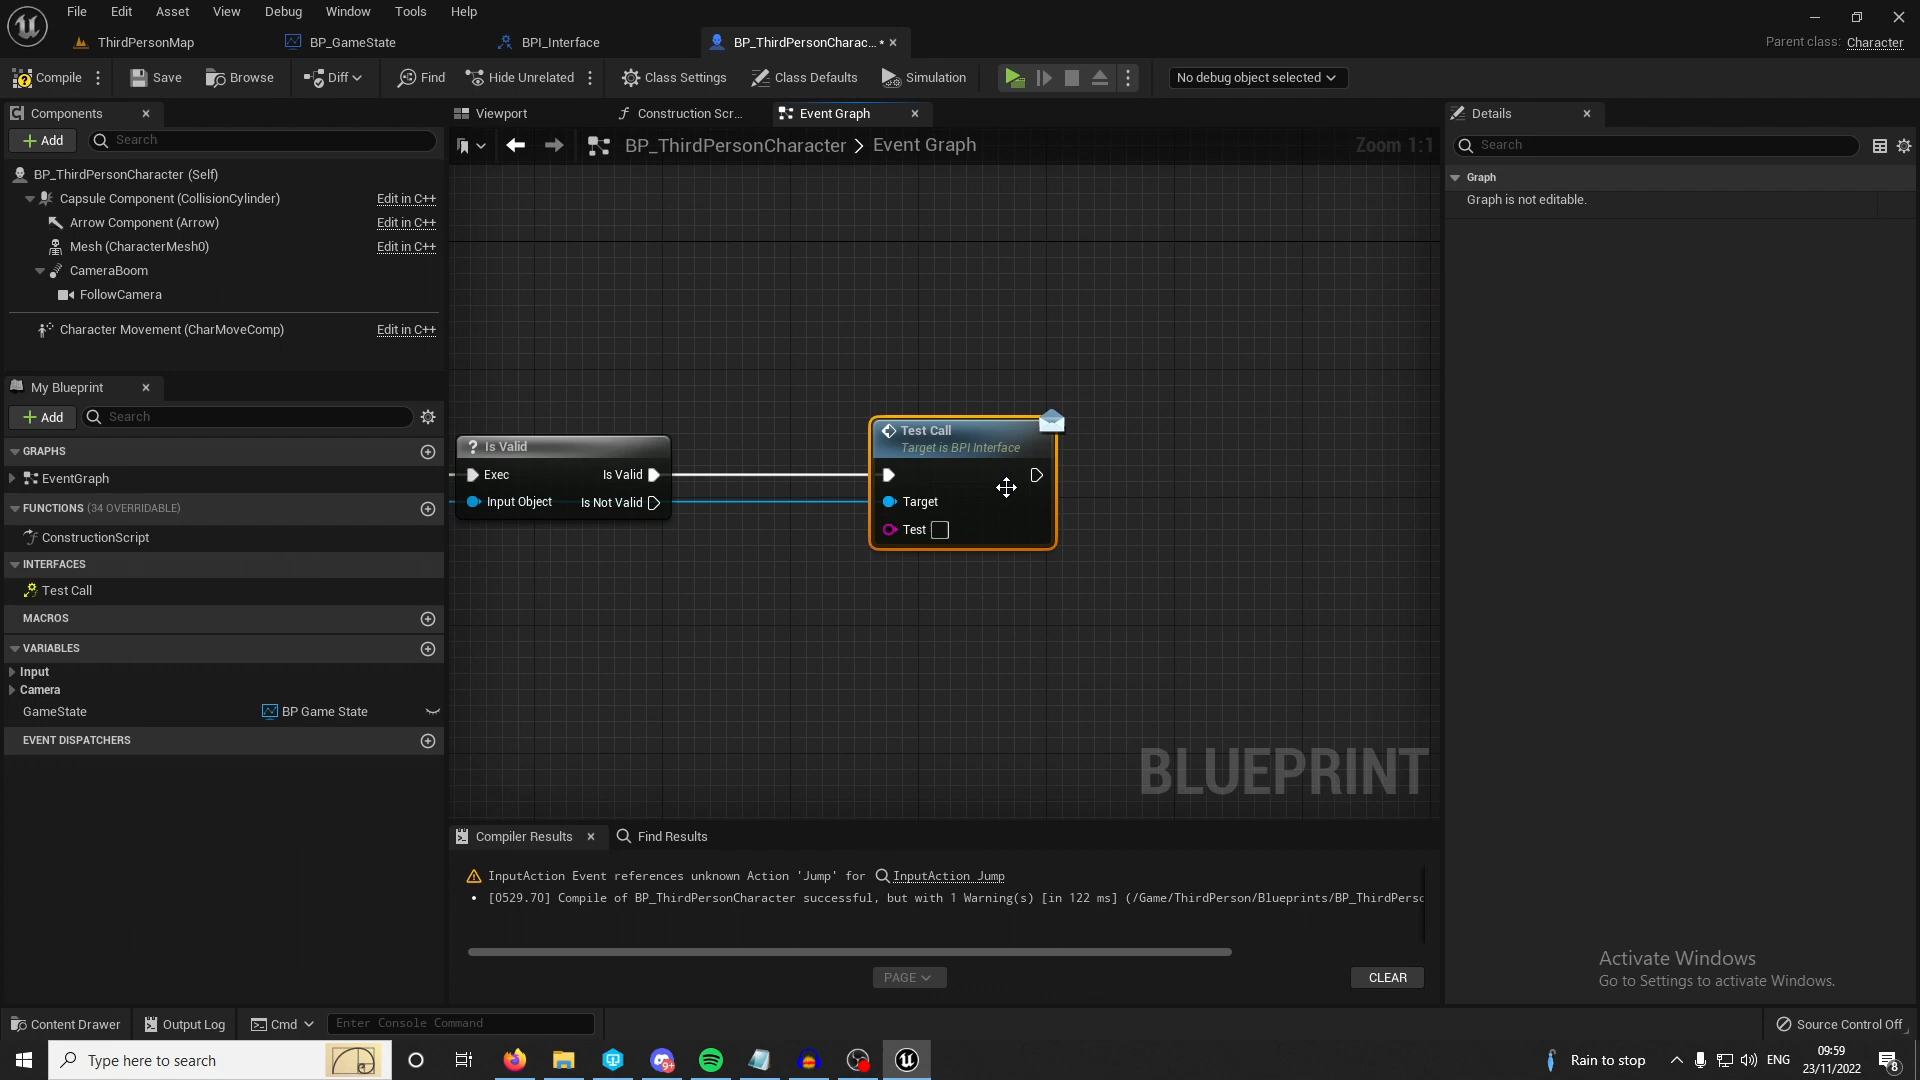 File Edit Asset View Debug Window Tools Help
ThirdPersonMap BP_GameState BPI_Interface BP_ThirdPersonCharac... • Parent class: Character
Compile Save Browse Diff Find Hide Unrelated Class Settings Class Defaults Simulation No debug object selected
Components Viewport Construction Scr... Event Graph Details
Add Search BP_ThirdPersonCharacter > Event Graph Zoom 1:1 Search
BP_ThirdPersonCharacter (Self) Graph
Capsule Component (CollisionCylinder) Edit in C++ Graph is not editable.
Arrow Component (Arrow) Edit in C++
Mesh (CharacterMesh0) Edit in C++
CameraBoom
FollowCamera
Character Movement (CharMoveComp) Edit in C++
My Blueprint
Add Search
GRAPHS
EventGraph
FUNCTIONS (34 OVERRIDABLE)
ConstructionScript
INTERFACES
Test Call
MACROS
VARIABLES
Input
Camera
GameState BP Game State
EVENT DISPATCHERS
? Is Valid
Exec Is Valid
Input Object Is Not Valid
Test Call
Target is BPI Interface
Target
Test
BLUEPRINT
Compiler Results Find Results
InputAction Event references unknown Action 'Jump' for InputAction Jump
• [0529.70] Compile of BP_ThirdPersonCharacter successful, but with 1 Warning(s) [in 122 ms] (/Game/ThirdPerson/Blueprints/BP_ThirdPersc
PAGE CLEAR
Activate Windows
Go to Settings to activate Windows.
Content Drawer Output Log Cmd Enter Console Command Source Control Off
Type here to search 9+ Rain to stop ENG 09:59
23/11/2022 8